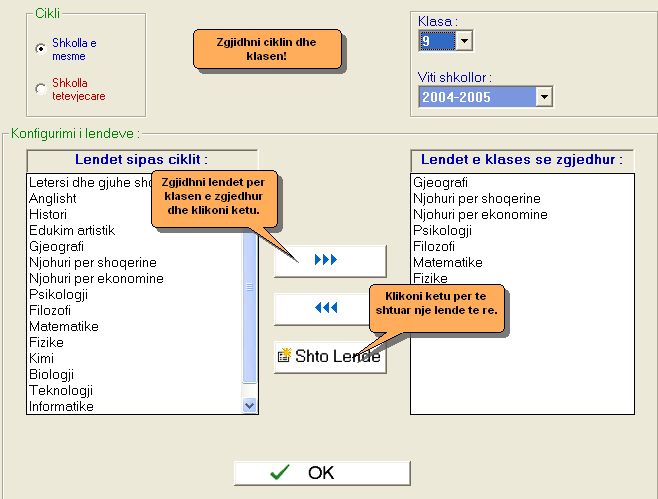 Cikli
Shkolla e
mesme
Shkolla
tetevjecare
Zgjidhni ciklin dhe
klasen!
Klasa :
9
Viti shkollor :
2004-2005
Konfigurimi i lendeve :
Lendet sipas ciklit :
Letersi dhe gjuhe
Anglisht
Histori
Edukim artistik
Gjeografi
Njohuri per shoqerine
Njohuri per ekonomine
Psikologji
Filozofi
Matematike
Fizike
Kimi
Biologji
Teknologji
Informatike
Zgjidhni lendet per
klasen e zgjedhur
dhe klikoni ketu.
Klikoni ketu per te
shtuar nje lende te re.
Shto Lende
Lendet e klases se zgjedhur :
Gjeografi
Njohuri per shoqerine
Njohuri per ekonomine
Psikologji
Filozofi
Matematike
Fizike
OK